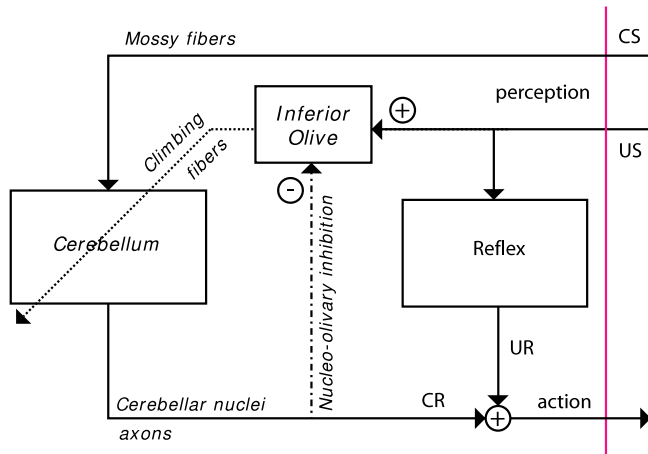 Mossy fibers
CS
perception
US
Inferior
Olive
+
Climbing
fibers
-
Cerebellum
Nucleo-olivary inhibition
Reflex
UR
Cerebellar nuclei
axons
CR
+
action